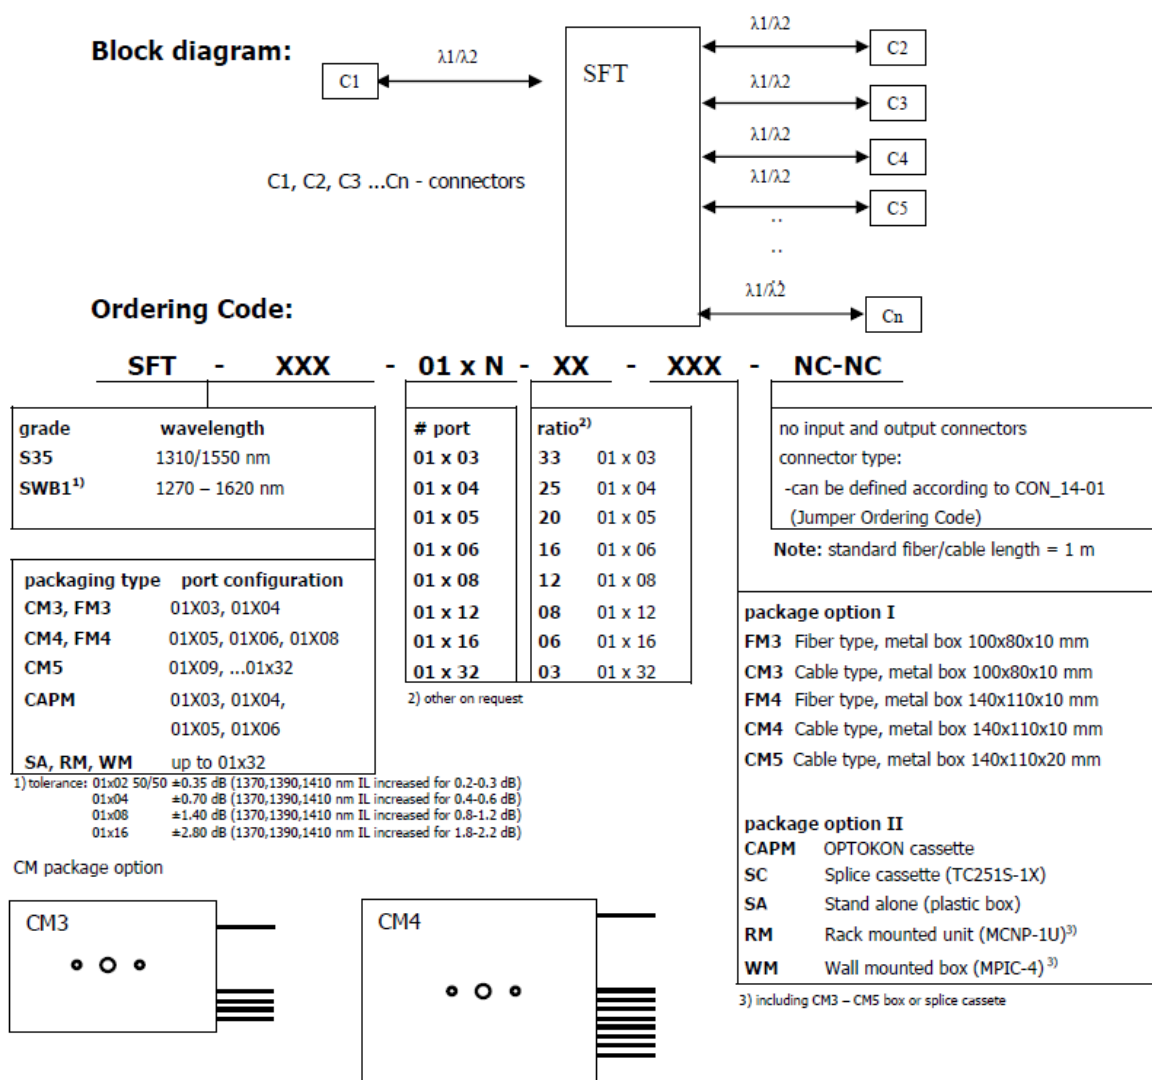 Block diagram:
λ1/λ2
C1
SFT
λ1/λ2
C2
λ1/λ2
C3
λ1/λ2
C4
λ1/λ2
C5
..
..
..
λ1/λ2
Cn
C1, C2, C3 ...Cn - connectors
Ordering Code:
SFT - XXX - 01 x N - XX - XXX - NC-NC
grade wavelength
S35 1310/1550 nm
SWB1¹⁾ 1270 – 1620 nm
packaging type port configuration
CM3, FM3 01X03, 01X04
CM4, FM4 01X05, 01X06, 01X08
CM5 01X09, ...01x32
CAPM 01X03, 01X04,
01X05, 01X06
SA, RM, WM up to 01x32
# port
01 x 03
01 x 04
01 x 05
01 x 06
01 x 08
01 x 12
01 x 16
01 x 32
ratio²⁾
33 01 x 03
25 01 x 04
20 01 x 05
16 01 x 06
12 01 x 08
08 01 x 12
06 01 x 16
03 01 x 32
2) other on request
no input and output connectors
connector type:
-can be defined according to CON_14-01
(Jumper Ordering Code)
Note: standard fiber/cable length = 1 m
package option I
FM3 Fiber type, metal box 100x80x10 mm
CM3 Cable type, metal box 100x80x10 mm
FM4 Fiber type, metal box 140x110x10 mm
CM4 Cable type, metal box 140x110x10 mm
CM5 Cable type, metal box 140x110x20 mm
package option II
CAPM OPTOKON cassette
SC Splice cassette (TC251S-1X)
SA Stand alone (plastic box)
RM Rack mounted unit (MCNP-1U)³⁾
WM Wall mounted box (MPIC-4) ³⁾
3) including CM3 – CM5 box or splice cassete
1) tolerance: 01x02 50/50 ±0.35 dB (1370,1390,1410 nm IL increased for 0.2-0.3 dB)
01x04 ±0.70 dB (1370,1390,1410 nm IL increased for 0.4-0.6 dB)
01x08 ±1.40 dB (1370,1390,1410 nm IL increased for 0.8-1.2 dB)
01x16 ±2.80 dB (1370,1390,1410 nm IL increased for 1.8-2.2 dB)
CM package option
CM3
CM4